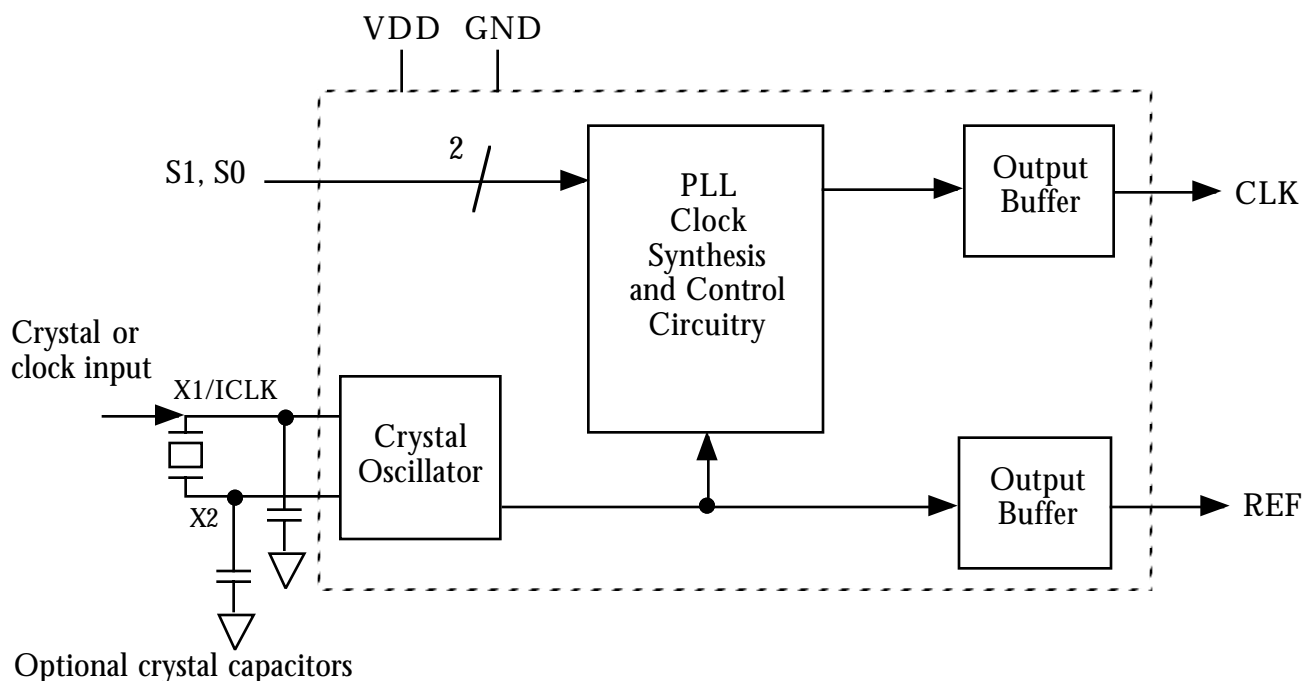 VDD GND
S1, S0
2
PLL
Clock
Synthesis
and Control
Circuitry
Output
Buffer
CLK
Crystal or
clock input
X1/ICLK
X2
Crystal
Oscillator
Output
Buffer
REF
Optional crystal capacitors